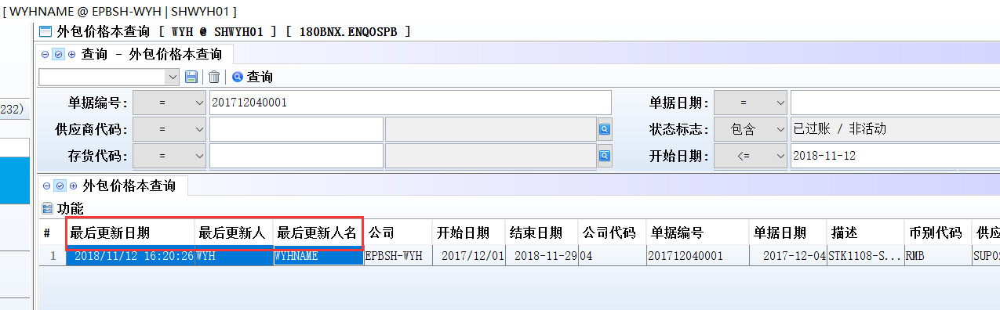 [ WYHNAME @ EPBSH-WYH | SHWYH01 ]
外包价格本查询 [ WYH @ SHWYH01 ] [ 180BNX.ENQOSPB ]
查询 - 外包价格本查询
查询
232)
单据编号: = 201712040001 单据日期: =
供应商代码: = 状态标志: 包含 已过账 / 非活动
存货代码: = 开始日期: <= 2018-11-12
外包价格本查询
功能
# 最后更新日期 最后更新人 最后更新人名 公司 开始日期 结束日期 公司代码 单据编号 单据日期 描述 币别代码 供应
1 2018/11/12 16:20:26 WYH WYHNAME EPBSH-WYH 2017/12/01 2018-11-29 04 201712040001 2017-12-04 STK1108-S... RMB SUP02